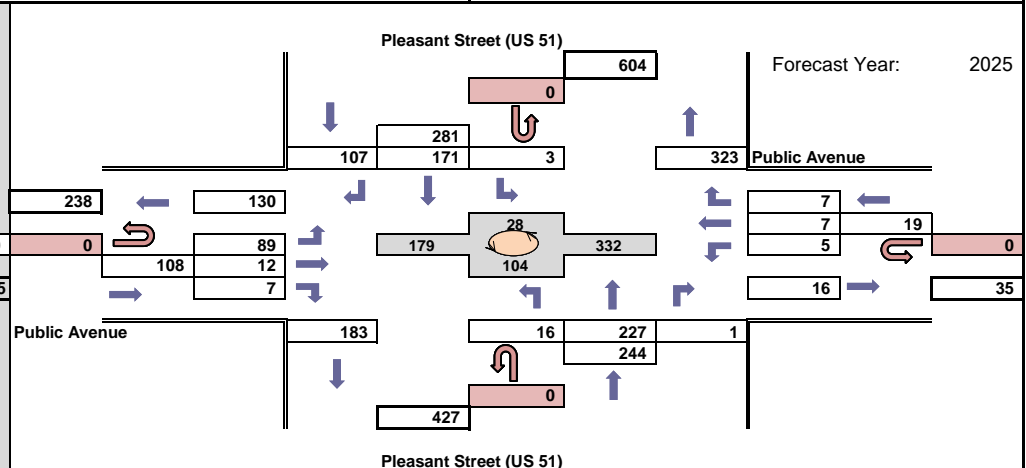 Pleasant Street (US 51)
604
Forecast Year: 2025
0
281
107 171 3 323 Public Avenue
238 130 7
28
7 19
0 89 179 332 5 0
108 12 104
7 16 35
5
Public Avenue 183 16 227 1
244
0
427
Pleasant Street (US 51)